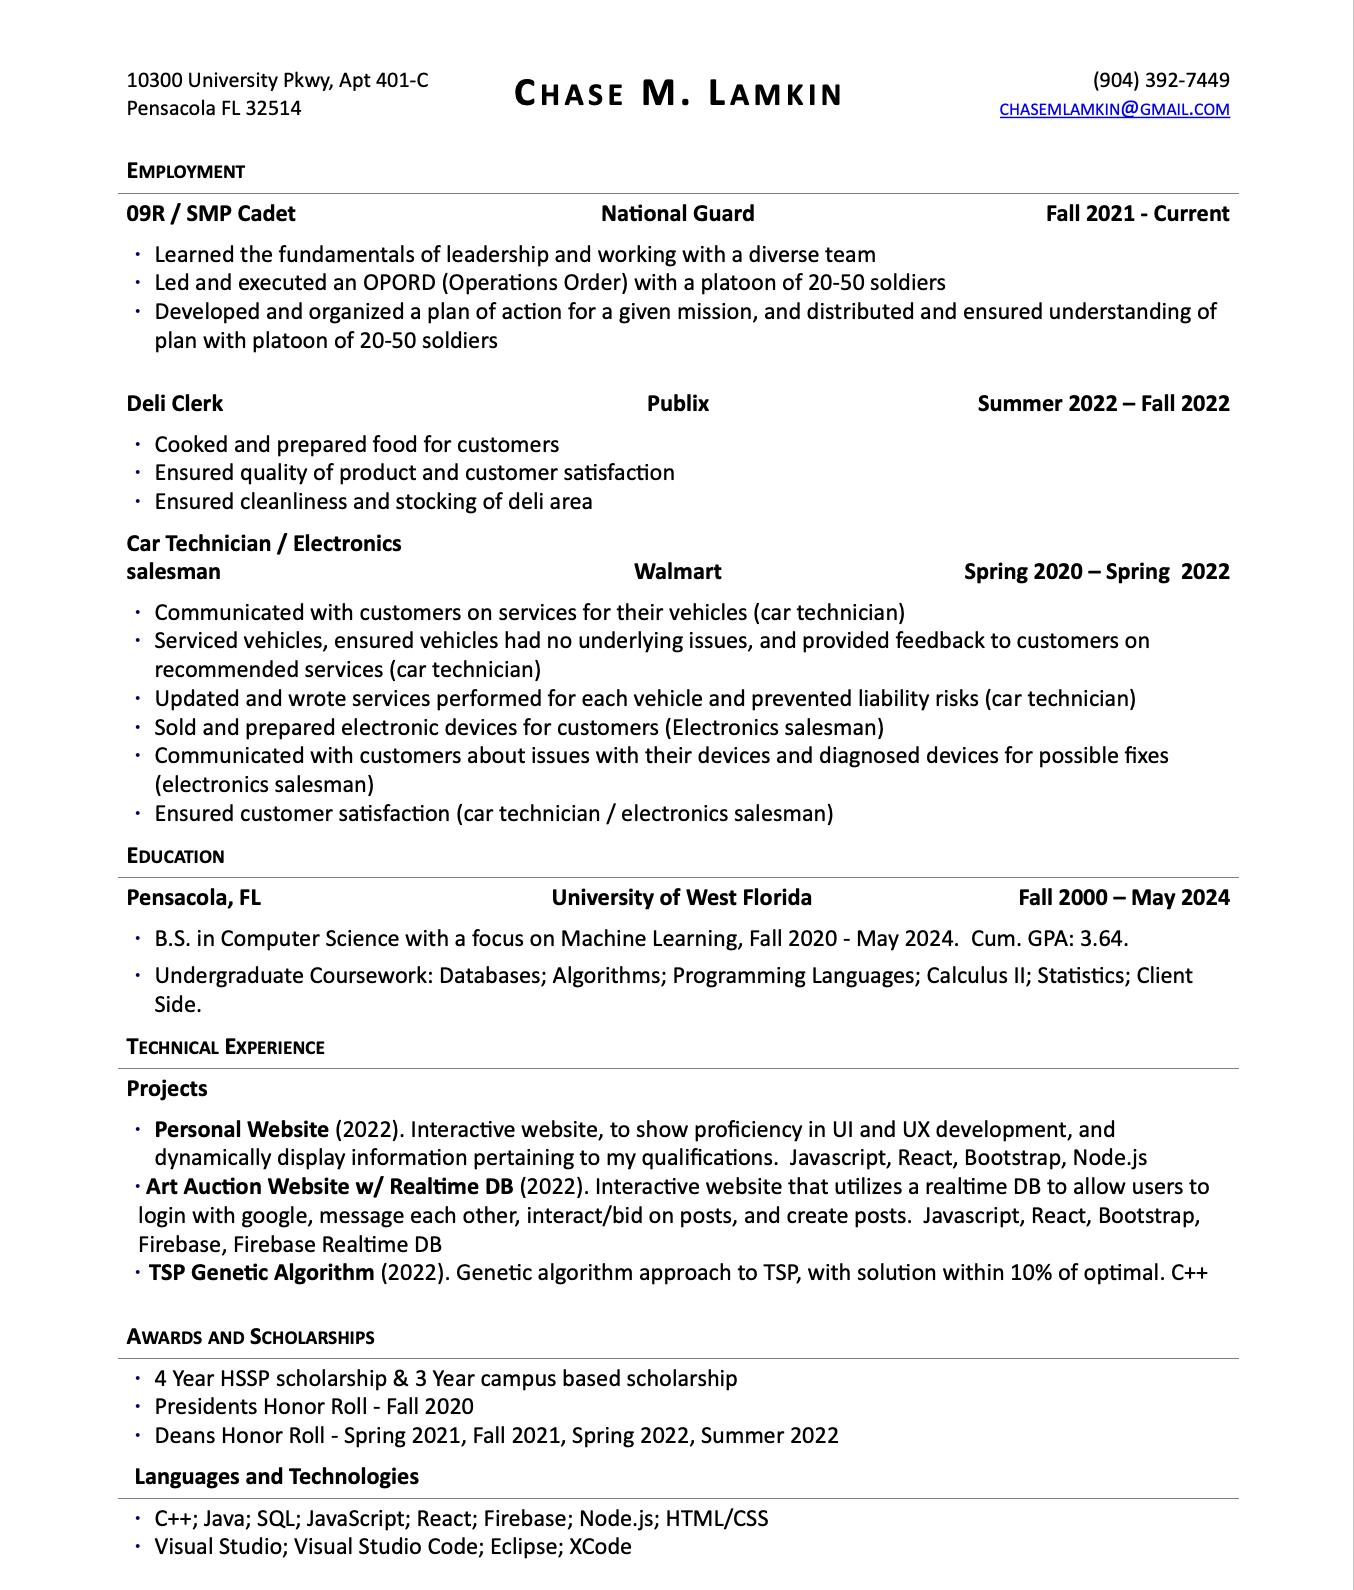 10300 University Pkwy, Apt 401-C
Pensacola FL 32514
CHASE M. LAMKIN
(904) 392-7449
CHASEMLAMKIN@GMAIL.COM
EMPLOYMENT
09R / SMP Cadet National Guard Fall 2021 - Current
· Learned the fundamentals of leadership and working with a diverse team
· Led and executed an OPORD (Operations Order) with a platoon of 20-50 soldiers
· Developed and organized a plan of action for a given mission, and distributed and ensured understanding of
plan with platoon of 20-50 soldiers
Deli Clerk Publix Summer 2022 – Fall 2022
· Cooked and prepared food for customers
· Ensured quality of product and customer satisfaction
· Ensured cleanliness and stocking of deli area
Car Technician / Electronics
salesman Walmart Spring 2020 – Spring  2022
· Communicated with customers on services for their vehicles (car technician)
· Serviced vehicles, ensured vehicles had no underlying issues, and provided feedback to customers on
recommended services (car technician)
· Updated and wrote services performed for each vehicle and prevented liability risks (car technician)
· Sold and prepared electronic devices for customers (Electronics salesman)
· Communicated with customers about issues with their devices and diagnosed devices for possible fixes
(electronics salesman)
· Ensured customer satisfaction (car technician / electronics salesman)
EDUCATION
Pensacola, FL University of West Florida Fall 2000 – May 2024
· B.S. in Computer Science with a focus on Machine Learning, Fall 2020 - May 2024.  Cum. GPA: 3.64.
· Undergraduate Coursework: Databases; Algorithms; Programming Languages; Calculus II; Statistics; Client
Side.
TECHNICAL EXPERIENCE
Projects
· Personal Website (2022). Interactive website, to show proficiency in UI and UX development, and
dynamically display information pertaining to my qualifications.  Javascript, React, Bootstrap, Node.js
· Art Auction Website w/ Realtime DB (2022). Interactive website that utilizes a realtime DB to allow users to
login with google, message each other, interact/bid on posts, and create posts.  Javascript, React, Bootstrap,
Firebase, Firebase Realtime DB
· TSP Genetic Algorithm (2022). Genetic algorithm approach to TSP, with solution within 10% of optimal. C++
AWARDS AND SCHOLARSHIPS
· 4 Year HSSP scholarship & 3 Year campus based scholarship
· Presidents Honor Roll - Fall 2020
· Deans Honor Roll - Spring 2021, Fall 2021, Spring 2022, Summer 2022
Languages and Technologies
· C++; Java; SQL; JavaScript; React; Firebase; Node.js; HTML/CSS
· Visual Studio; Visual Studio Code; Eclipse; XCode